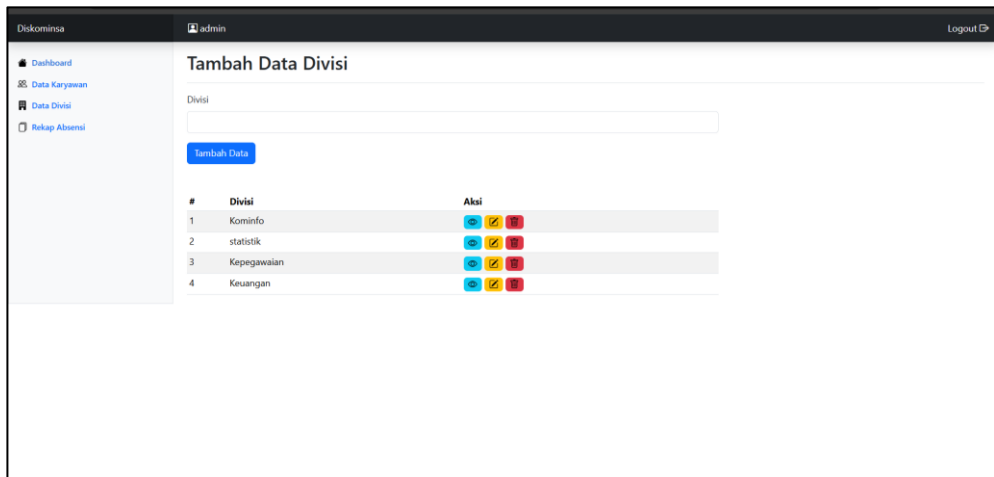 Diskominsa admin Logout
Dashboard
Data Karyawan
Data Divisi
Rekap Absensi
Tambah Data Divisi
Divisi
Tambah Data
# Divisi Aksi
1 Kominfo
2 statistik
3 Kepegawaian
4 Keuangan